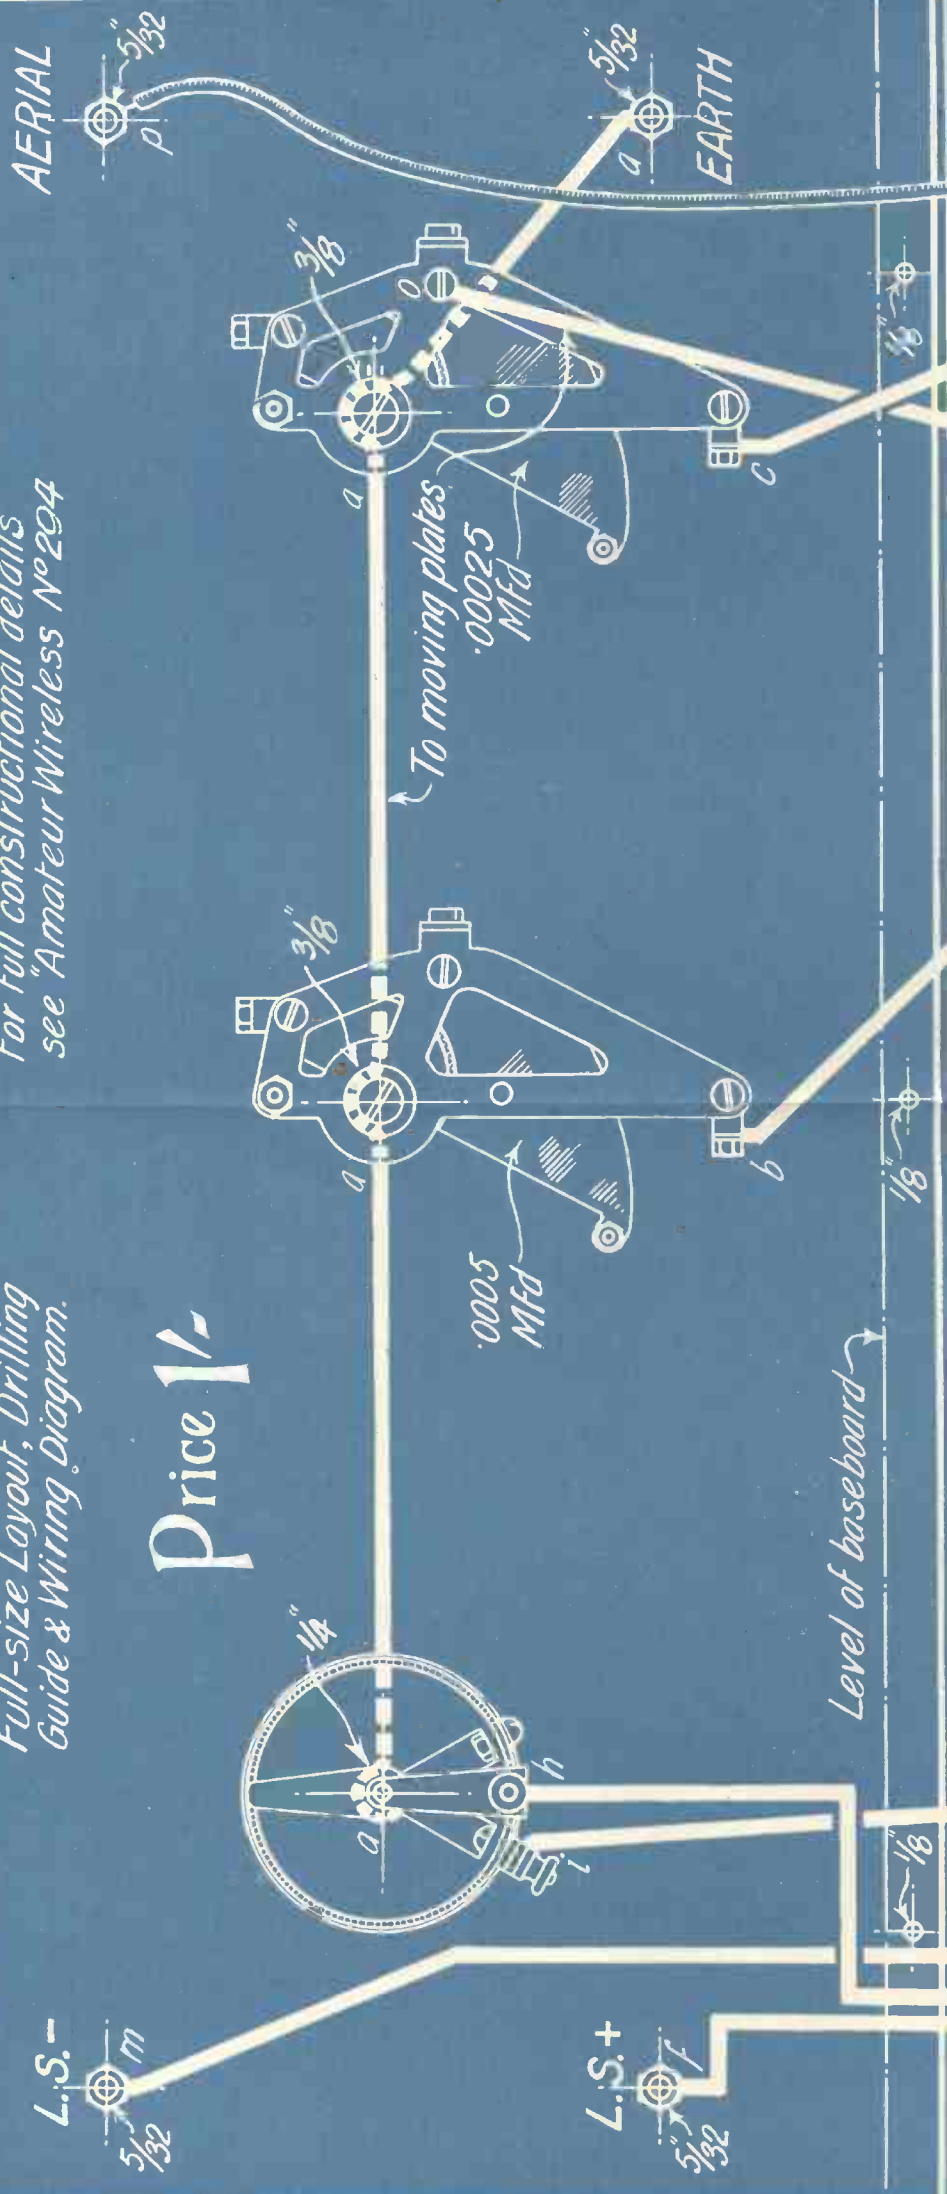 Full-size Layout, Drilling
Guide & Wiring Diagram.
For full constructional details
see "Amateur Wireless Nº 294
Price 1/-
L.S.-
m
5/32"
L.S.+
f
5/32"
1/4"
a
h
i
1/8"
Level of baseboard
3/8"
a
.0005
Mfd
b
1/8"
To moving plates
3/8"
a
o
.00025
Mfd
c
1/8"
AERIAL
5/32"
p
5/32"
a
EARTH